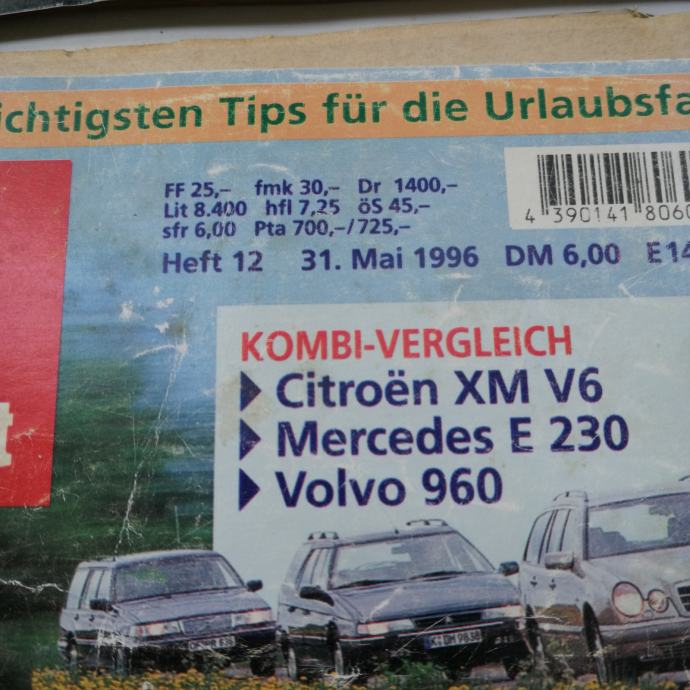 ichtigsten Tips für die Urlaubsfa
FF 25,– fmk 30,– Dr 1400,–
Lit 8.400 hfl 7,25 öS 45,–
sfr 6,00 Pta 700,–/725,–
4 390141 8060
Heft 12 31. Mai 1996 DM 6,00 E14
KOMBI-VERGLEICH
Citroën XM V6
Mercedes E 230
Volvo 960
t